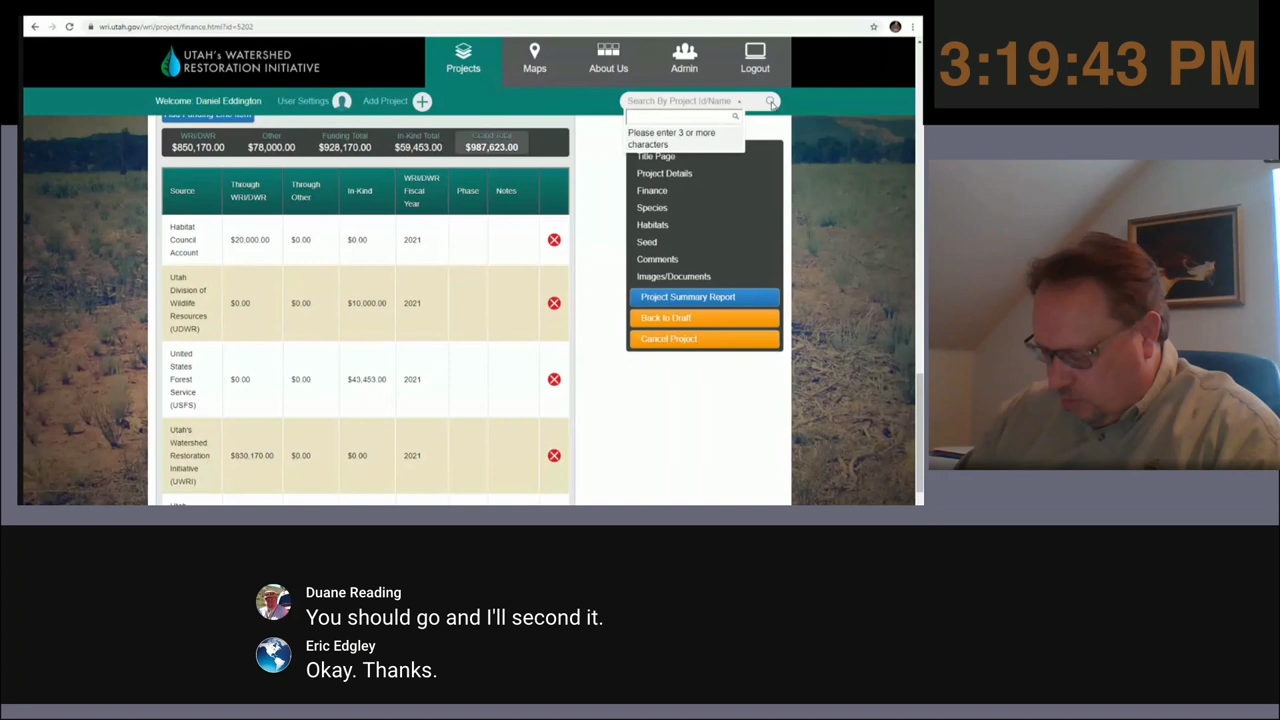 wri.utah.gov/wri/project/finance.html?id=5202
3:19:43 PM
UTAH's WATERSHED
RESTORATION INITIATIVE
Projects
Maps
About Us
Admin
Logout
Welcome: Daniel Eddington
User Settings
Add Project
Search By Project Id/Name
Please enter 3 or more
characters
WRI/DWR Other Funding Total In-Kind Total Grand Total
$850,170.00 $78,000.00 $928,170.00 $59,453.00 $987,623.00
Source
Through
WRI/DWR
Through
Other
In-Kind
WRI/DWR
Fiscal
Year
Phase
Notes
Habitat
Council
Account
$20,000.00 $0.00 $0.00 2021
Utah
Division of
Wildlife
Resources
(UDWR)
$0.00 $0.00 $10,000.00 2021
United
States
Forest
Service
(USFS)
$0.00 $0.00 $43,453.00 2021
Utah's
Watershed
Restoration
Initiative
(UWRI)
$830,170.00 $0.00 $0.00 2021
Title Page
Project Details
Finance
Species
Habitats
Seed
Comments
Images/Documents
Project Summary Report
Back to Draft
Cancel Project
Duane Reading
You should go and I'll second it.
Eric Edgley
Okay. Thanks.